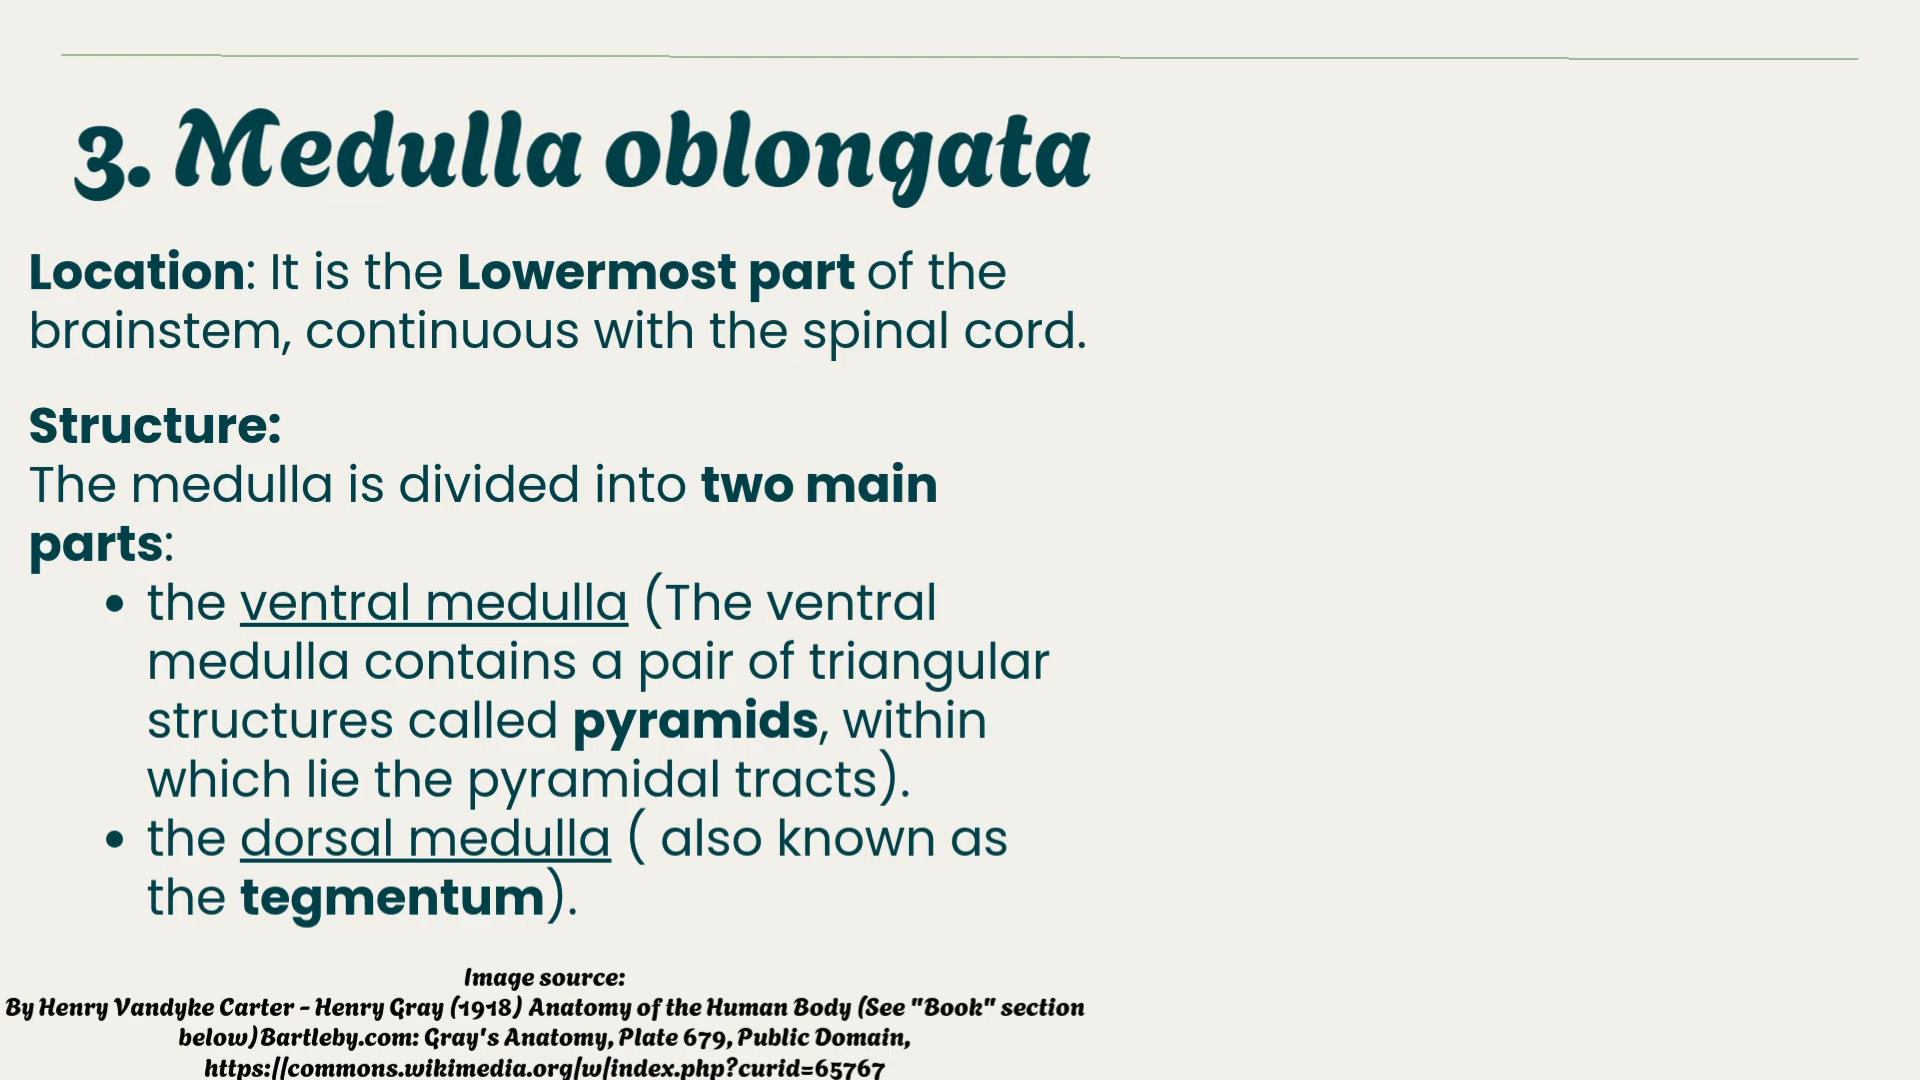 3. Medulla oblongata
Location: It is the Lowermost part of the
brainstem, continuous with the spinal cord.
Structure:
The medulla is divided into two main
parts:
• the ventral medulla (The ventral
medulla contains a pair of triangular
structures called pyramids, within
which lie the pyramidal tracts).
• the dorsal medulla ( also known as
the tegmentum).
Image source:
By Henry Vandyke Carter - Henry Gray (1918) Anatomy of the Human Body (See "Book" section
below)Bartleby.com: Gray's Anatomy, Plate 679, Public Domain,
https://commons.wikimedia.org/w/index.php?curid=65767